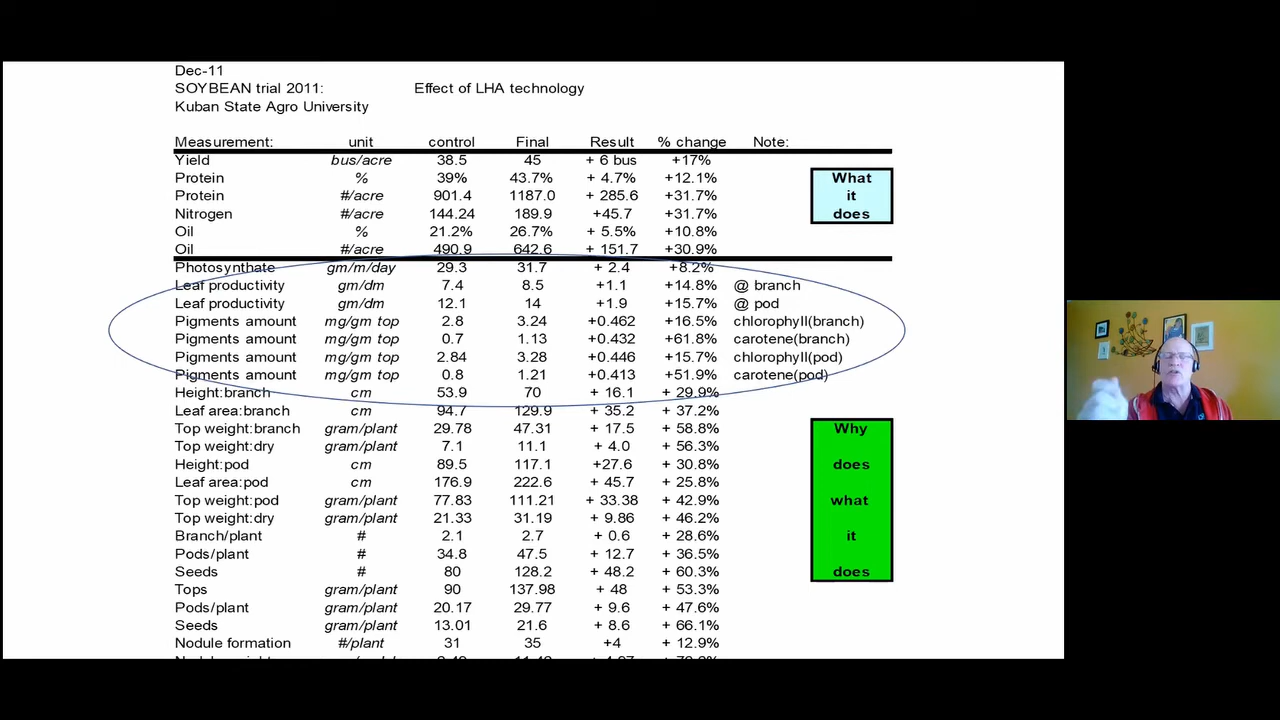 Dec-11
SOYBEAN trial 2011: Effect of LHA technology
Kuban State Agro University
Measurement: unit control Final Result % change Note:
Yield bus/acre 38.5 45 + 6 bus +17%
Protein % 39% 43.7% + 4.7% +12.1% What
Protein #/acre 901.4 1187.0 + 285.6 +31.7% it
Nitrogen #/acre 144.24 189.9 +45.7 +31.7% does
Oil % 21.2% 26.7% + 5.5% +10.8%
Oil #/acre 490.9 642.6 + 151.7 +30.9%
Photosynthate gm/m/day 29.3 31.7 + 2.4 +8.2%
Leaf productivity gm/dm 7.4 8.5 +1.1 +14.8% @ branch
Leaf productivity gm/dm 12.1 14 +1.9 +15.7% @ pod
Pigments amount mg/gm top 2.8 3.24 +0.462 +16.5% chlorophyll(branch)
Pigments amount mg/gm top 0.7 1.13 +0.432 +61.8% carotene(branch)
Pigments amount mg/gm top 2.84 3.28 +0.446 +15.7% chlorophyll(pod)
Pigments amount mg/gm top 0.8 1.21 +0.413 +51.9% carotene(pod)
Height:branch cm 53.9 70 + 16.1 + 29.9%
Leaf area:branch cm 94.7 129.9 + 35.2 + 37.2%
Top weight:branch gram/plant 29.78 47.31 + 17.5 + 58.8% Why
Top weight:dry gram/plant 7.1 11.1 + 4.0 + 56.3%
Height:pod cm 89.5 117.1 +27.6 + 30.8% does
Leaf area:pod cm 176.9 222.6 + 45.7 + 25.8%
Top weight:pod gram/plant 77.83 111.21 + 33.38 + 42.9% what
Top weight:dry gram/plant 21.33 31.19 + 9.86 + 46.2%
Branch/plant # 2.1 2.7 + 0.6 + 28.6% it
Pods/plant # 34.8 47.5 + 12.7 + 36.5%
Seeds # 80 128.2 + 48.2 + 60.3% does
Tops gram/plant 90 137.98 + 48 + 53.3%
Pods/plant gram/plant 20.17 29.77 + 9.6 + 47.6%
Seeds gram/plant 13.01 21.6 + 8.6 + 66.1%
Nodule formation #/plant 31 35 +4 + 12.9%